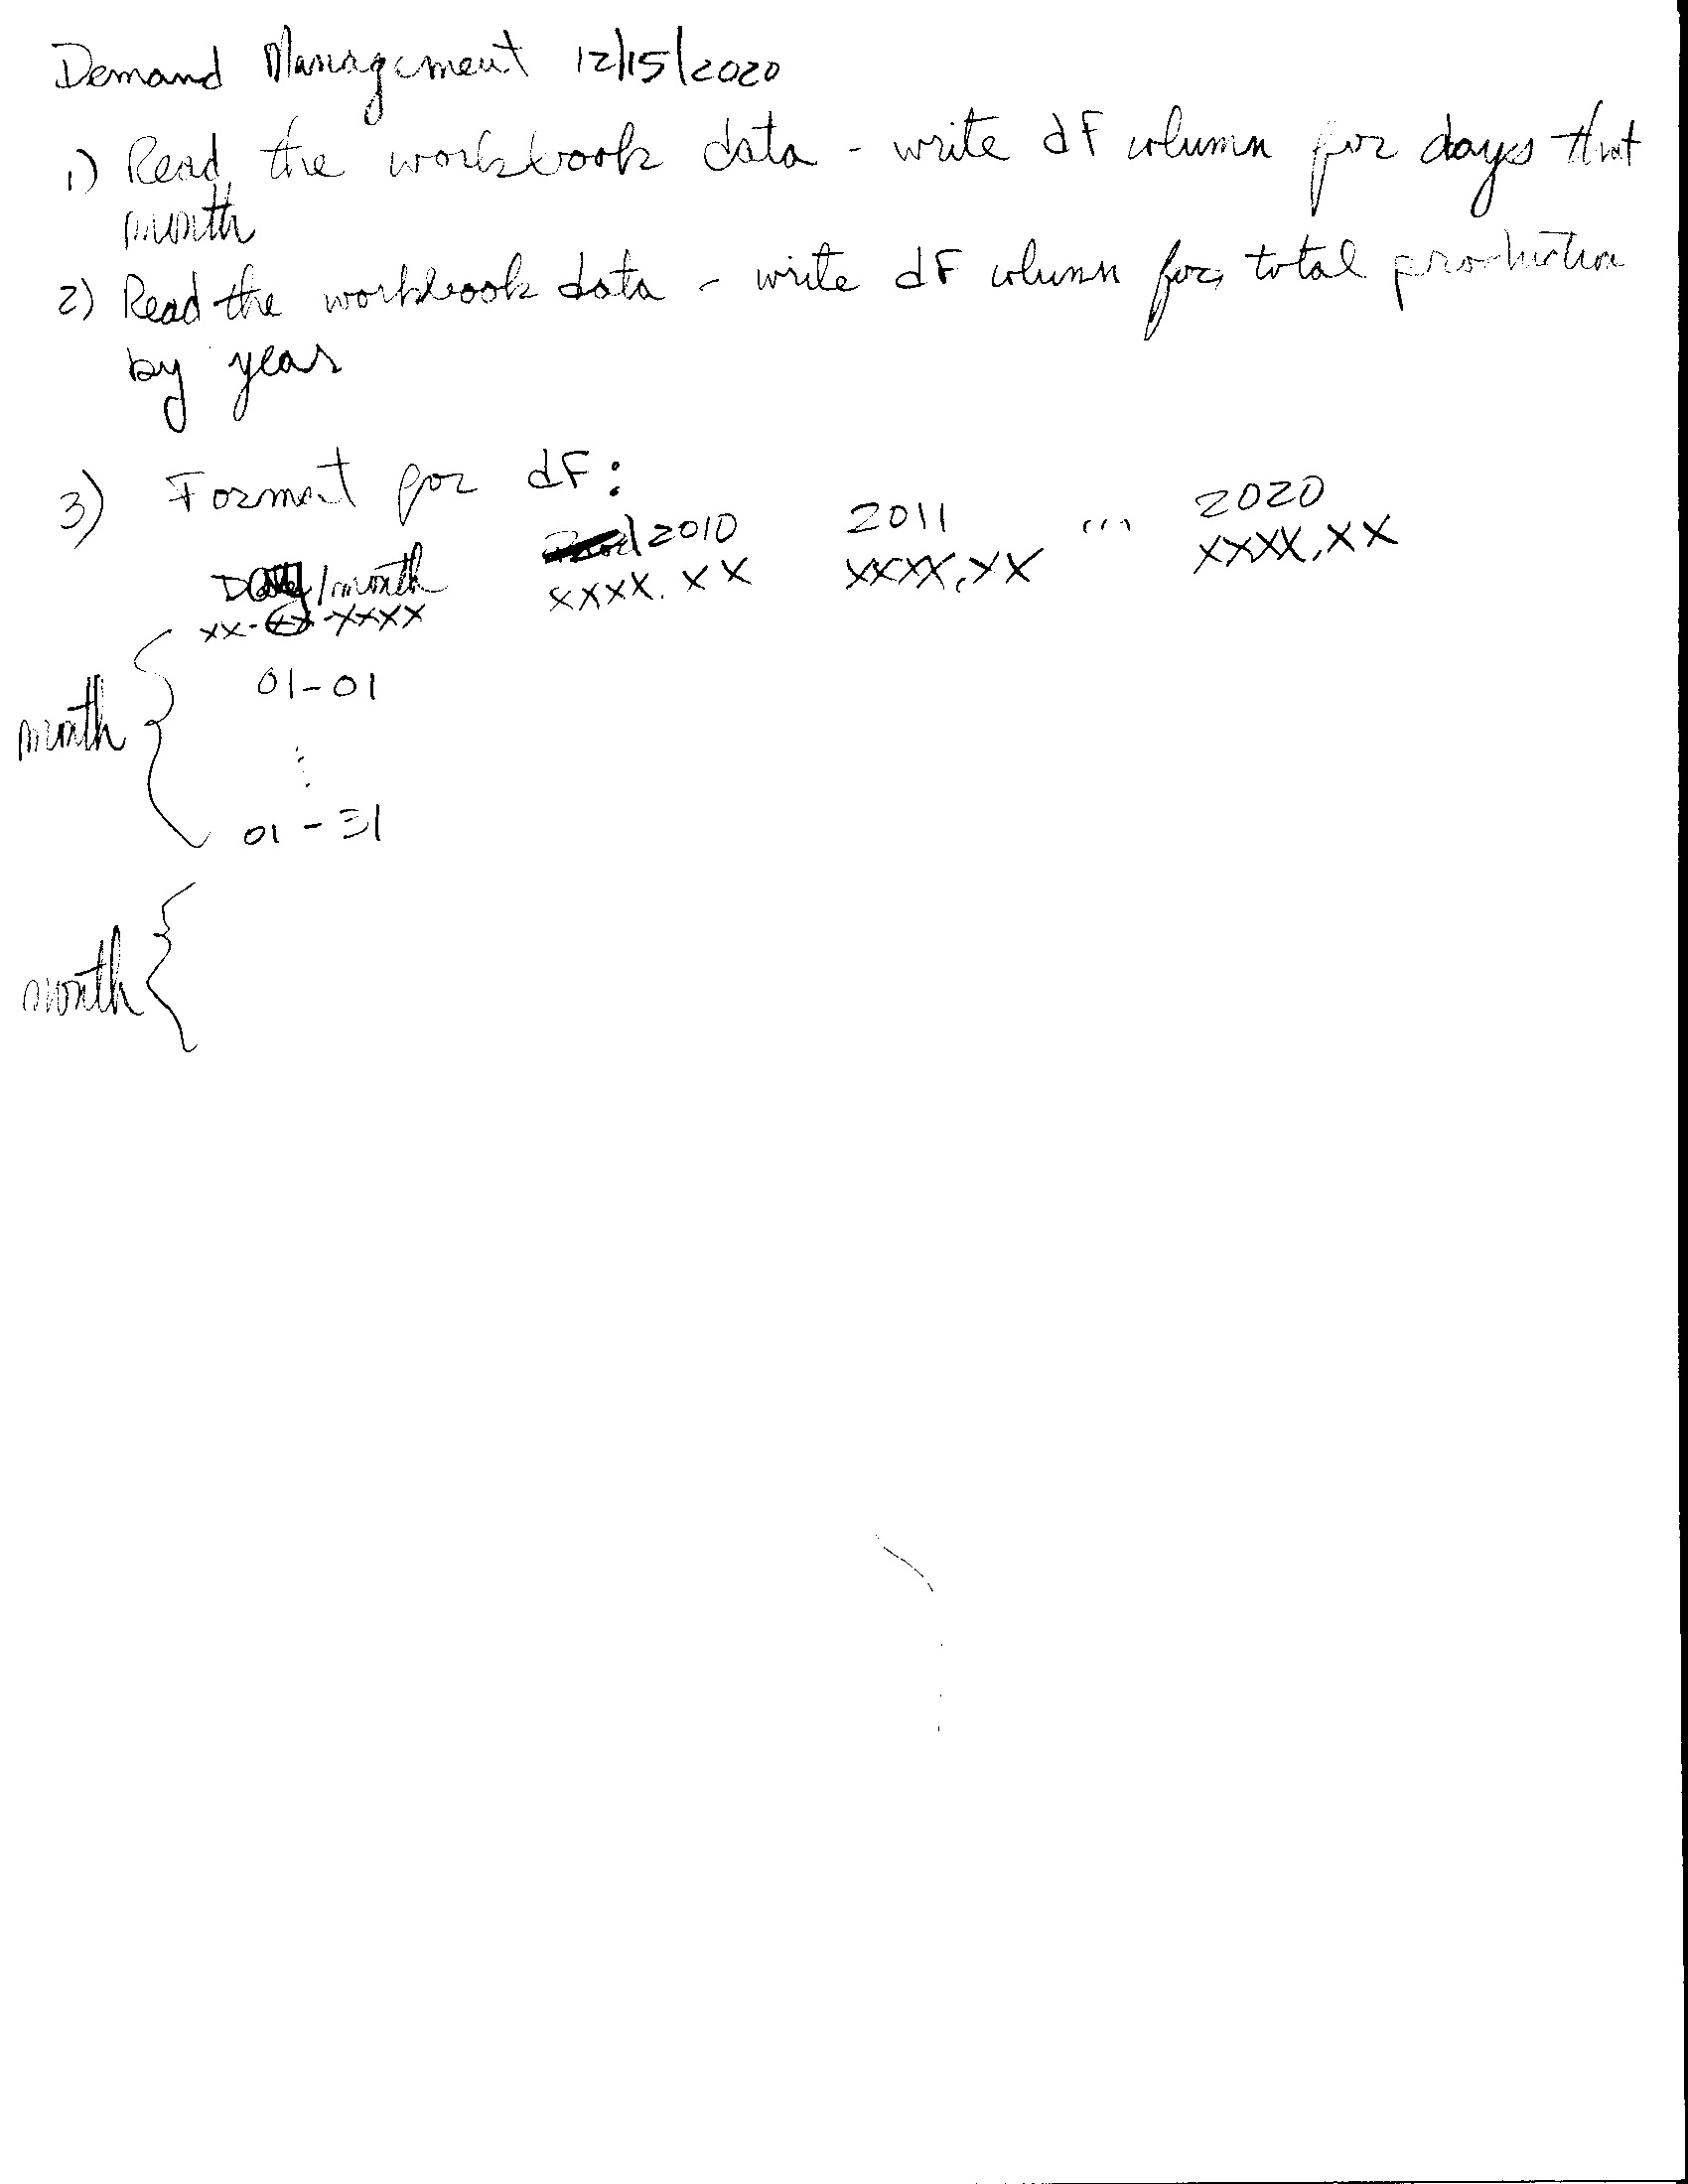 Demand Management 12/15/2020
1) Read the workbook data - write dF column for days that
month
2) Read the workbook data - write dF column for total production
by year
3) Format for dF:
2010 2011 ... 2020
Day/month xxxx.xx xxxx.xx xxxx.xx
xx-xx-xxxx
month { 01-01
⋮
01-31
month {